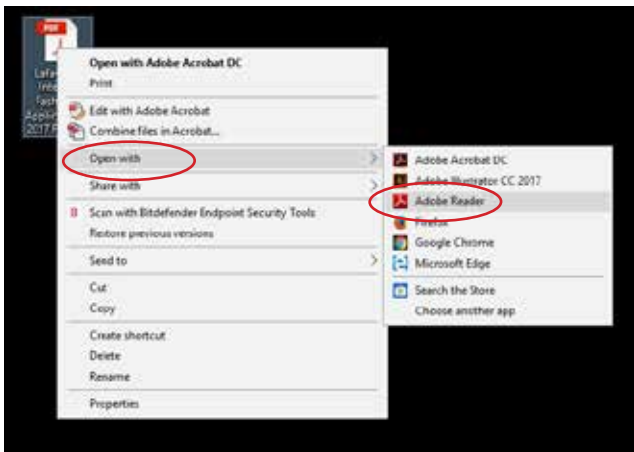 PDF
2017.P
Open with Adobe Acrobat DC
Print
Edit with Adobe Acrobat
Combine files in Acrobat...
Open with
Share with
Scan with Bitdefender Endpoint Security Tools
Restore previous versions
Send to
Cut
Copy
Create shortcut
Delete
Rename
Properties
Adobe Acrobat DC
Adobe Illustrator CC 2017
Adobe Reader
Firefox
Google Chrome
Microsoft Edge
Search the Store
Choose another app